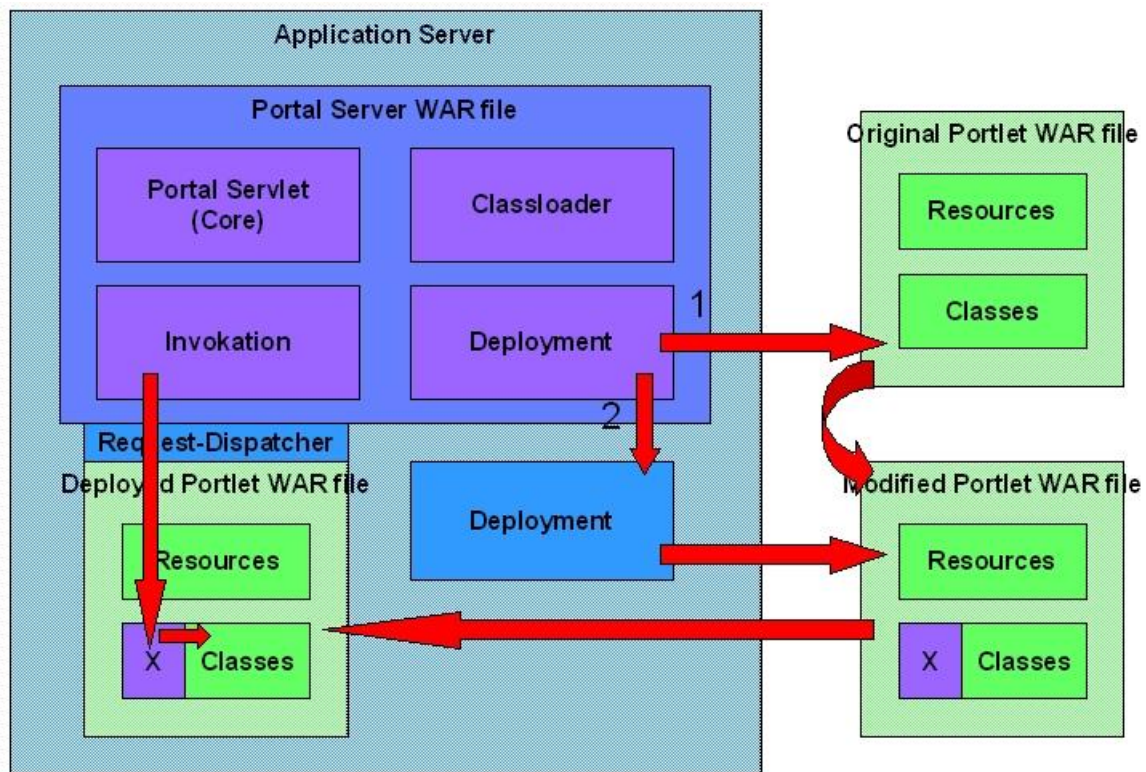 Application Server
Portal Server WAR file
Portal Servlet
(Core)
Classloader
Invokation
Deployment
1
2
Request-Dispatcher
Deployed Portlet WAR file
Resources
X
Classes
Deployment
Original Portlet WAR file
Resources
Classes
Modified Portlet WAR file
Resources
X
Classes